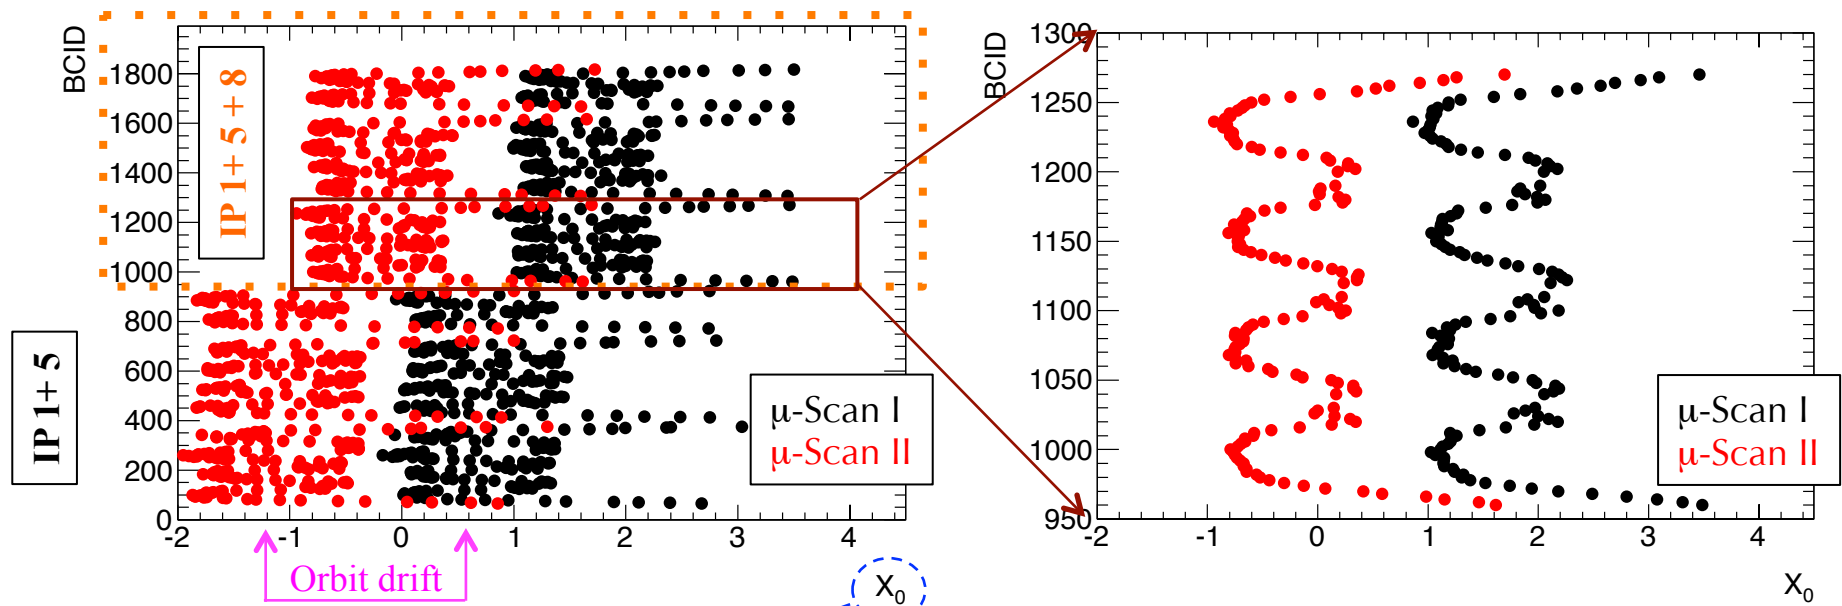 BCID
1800
1600
1400
1200
1000
800
600
400
200
0
-2 -1 0 1 2 3 4
X₀
IP 1+ 5 + 8
IP 1+ 5
μ-Scan I
μ-Scan II
Orbit drift
BCID
1300
1250
1200
1150
1100
1050
1000
950
-2 -1 0 1 2 3 4
X₀
μ-Scan I
μ-Scan II